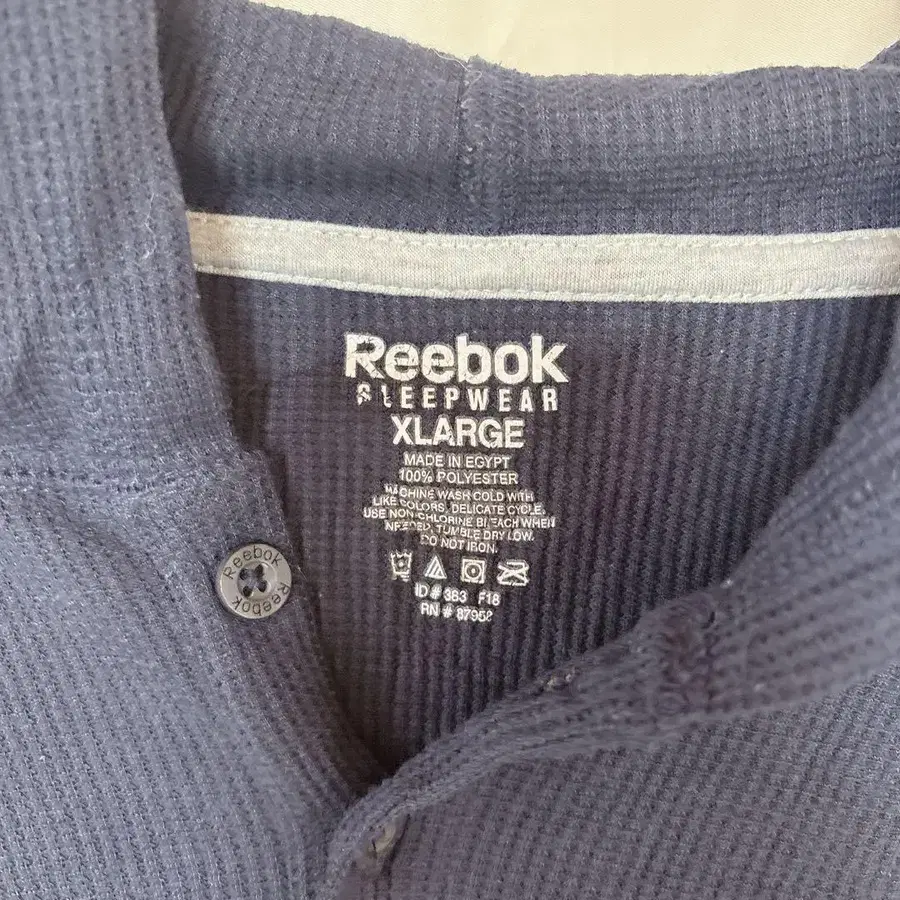 Reebok
SLEEPWEAR
XLARGE
MADE IN EGYPT
100% POLYESTER
MACHINE WASH COLD WITH
LIKE COLORS, DELICATE CYCLE.
USE NON-CHLORINE BLEACH WHEN
NEEDED. TUMBLE DRY LOW.
DO NOT IRON.
ID # 383 F18
RN # 87952
Reebok
Reebok